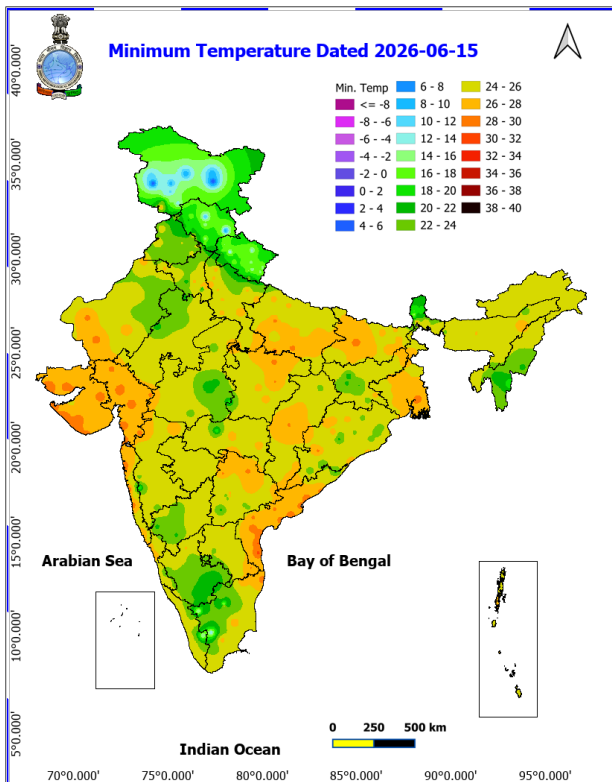 Minimum Temperature Dated 2026-06-15
Min. Temp
<= -8
-8 - -6
-6 - -4
-4 - -2
-2 - 0
0 - 2
2 - 4
4 - 6
6 - 8
8 - 10
10 - 12
12 - 14
14 - 16
16 - 18
18 - 20
20 - 22
22 - 24
24 - 26
26 - 28
28 - 30
30 - 32
32 - 34
34 - 36
36 - 38
38 - 40
40°0.000'
35°0.000'
30°0.000'
25°0.000'
20°0.000'
15°0.000'
10°0.000'
5°0.000'
Arabian Sea
Bay of Bengal
0 250 500 km
Indian Ocean
70°0.000' 75°0.000' 80°0.000' 85°0.000' 90°0.000' 95°0.000'